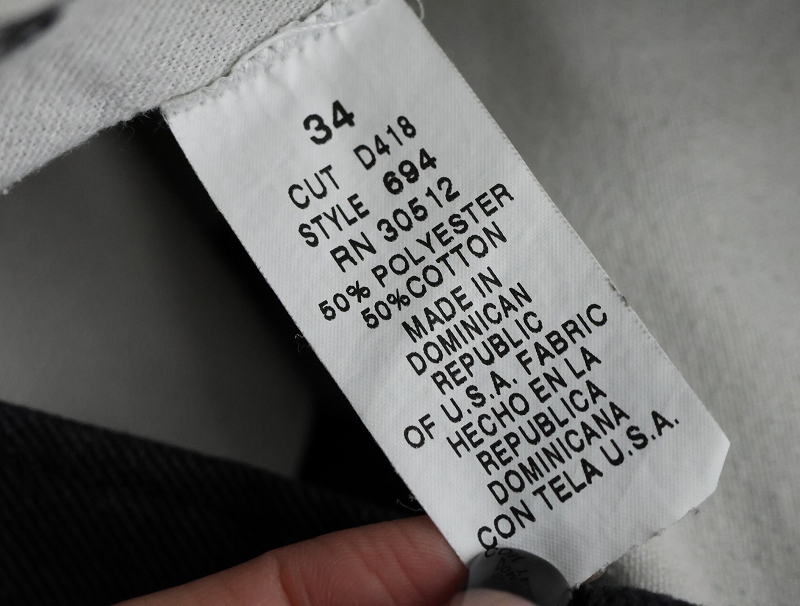 34
CUT D418
STYLE 694
RN 30512
50% POLYESTER
50%COTTON
MADE IN
DOMINICAN
REPUBLIC
OF U.S.A. FABRIC
HECHO EN LA
REPUBLICA
DOMINICANA
CON TELA U.S.A.